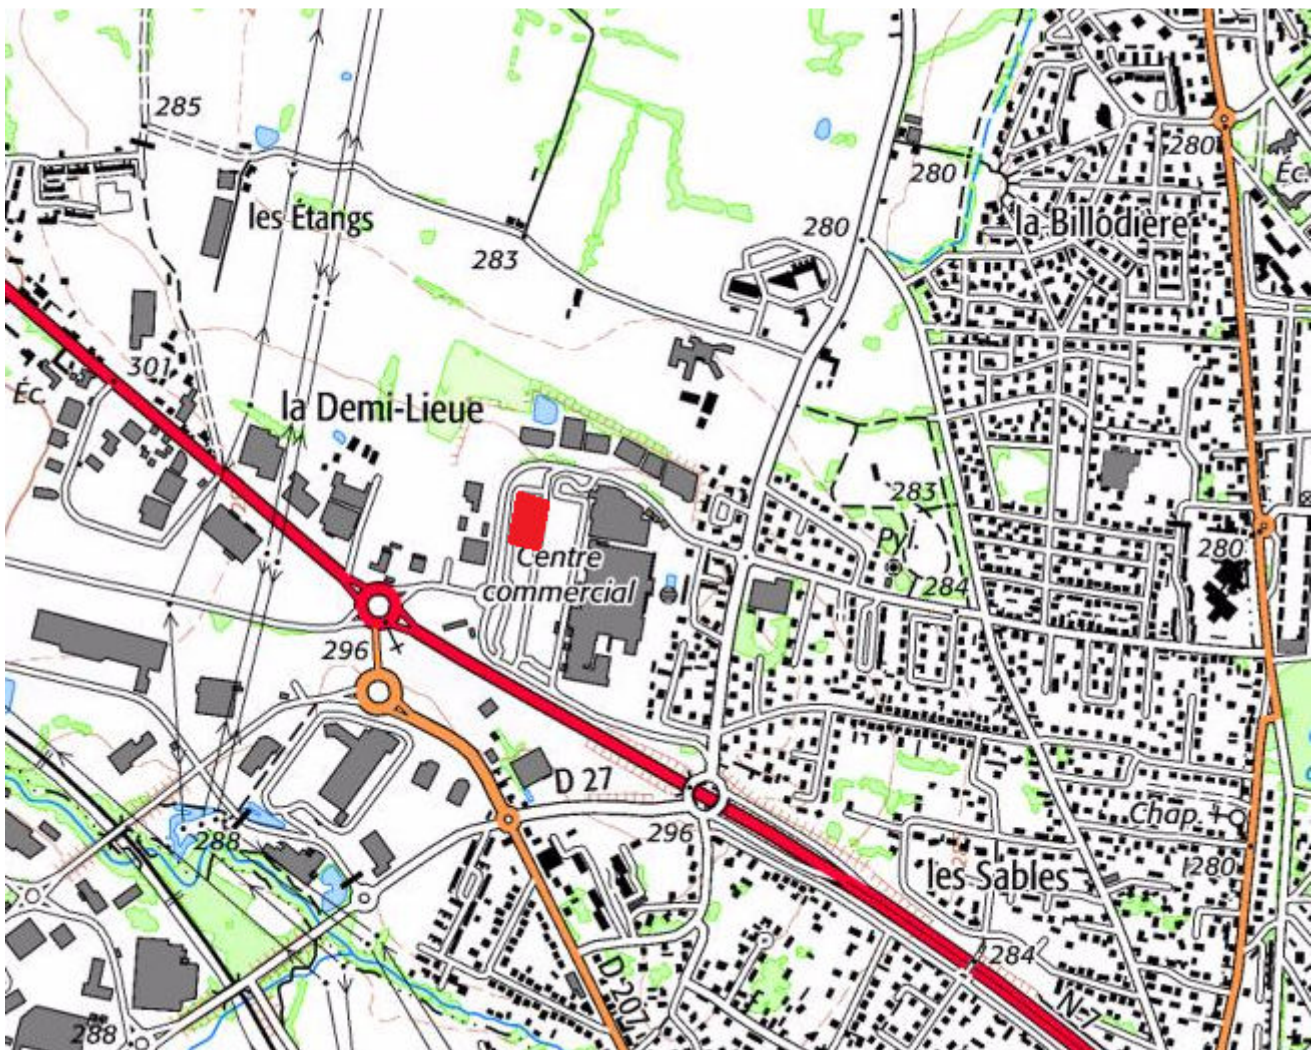 285
280
280
Éc.
les Étangs
280
la Billodière
283
301
Éc.
la Demi-Lieue
283
Pyl.
280
Centre
commercial
284
296
D 27
288
296
Chap.
280
les Sables
284
D 207
N 7
288